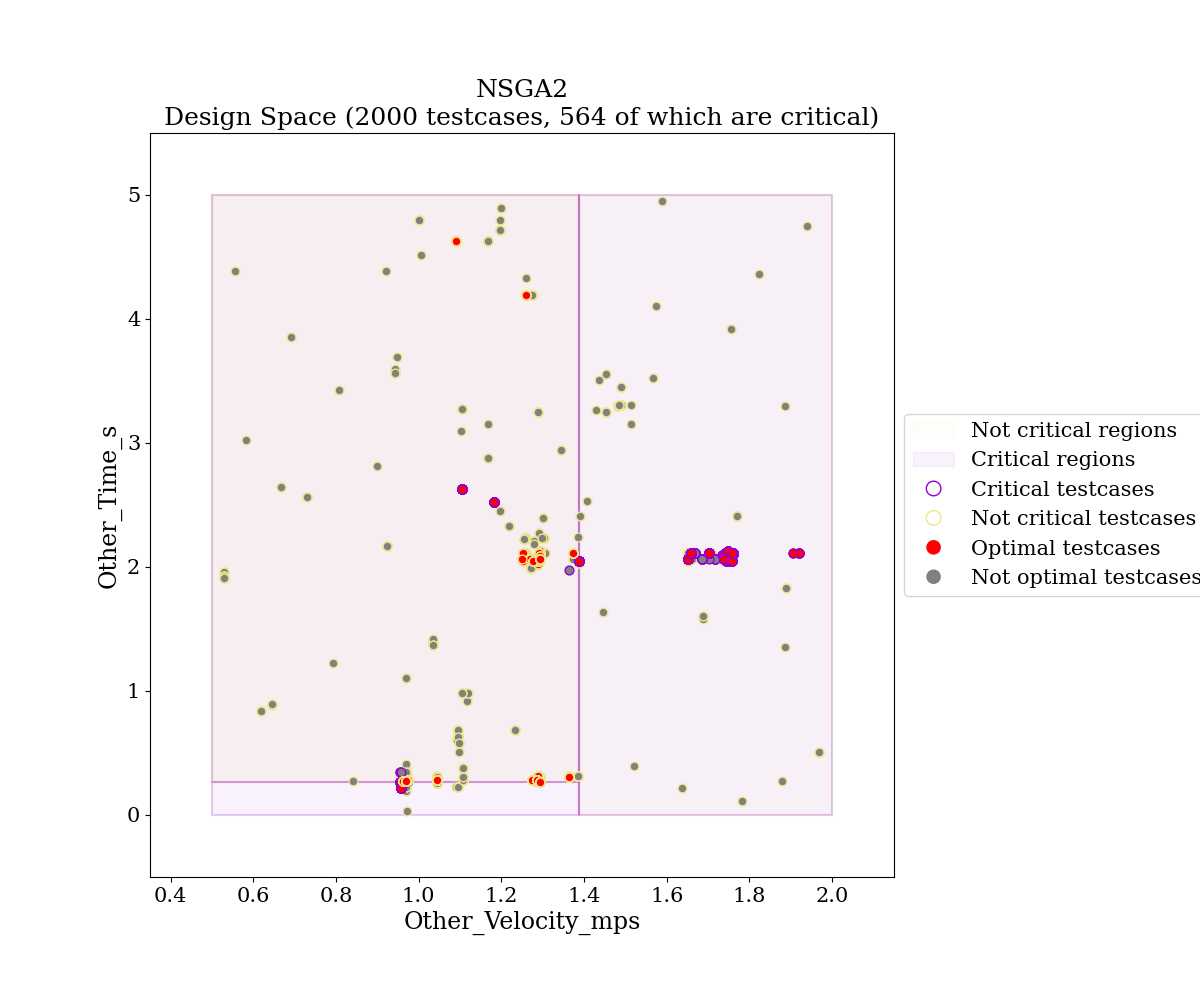 NSGA2
Design Space (2000 testcases, 564 of which are critical)
Other_Time_s
5
4
3
2
1
0
0.4 0.6 0.8 1.0 1.2 1.4 1.6 1.8 2.0
Other_Velocity_mps
Not critical regions
Critical regions
Critical testcases
Not critical testcases
Optimal testcases
Not optimal testcases